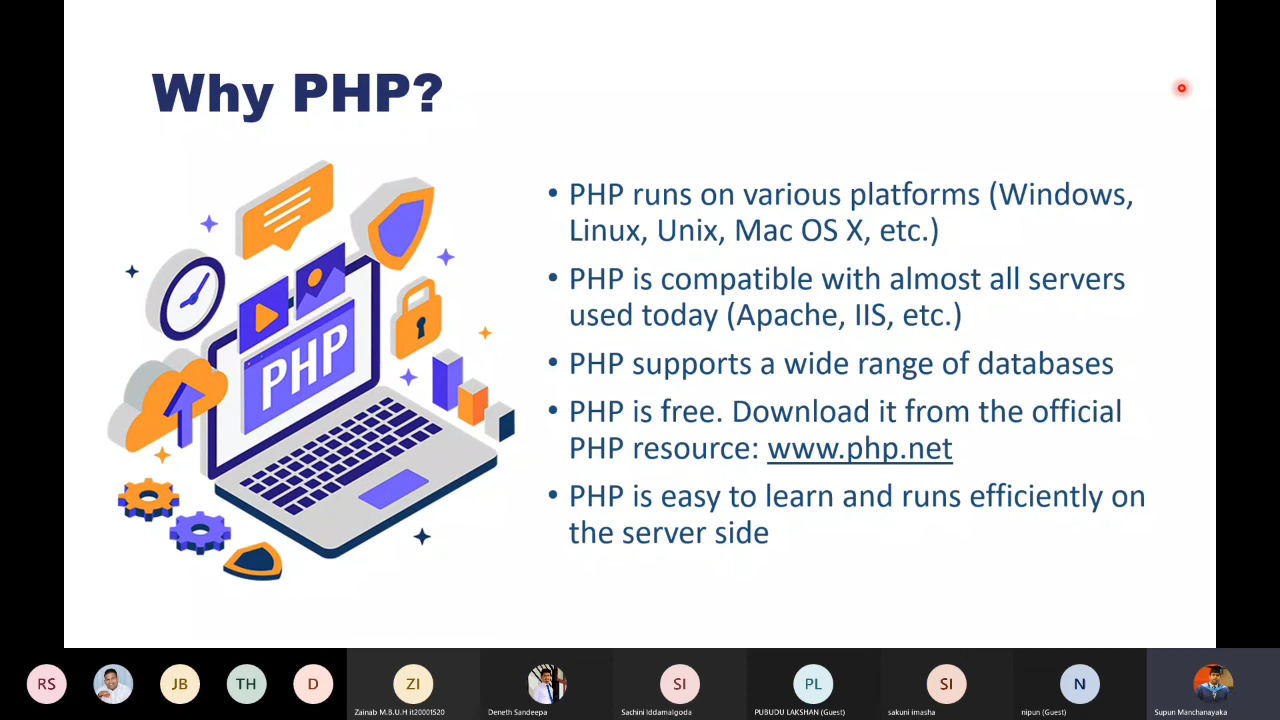 Why PHP?
PHP
• PHP runs on various platforms (Windows,
Linux, Unix, Mac OS X, etc.)
• PHP is compatible with almost all servers
used today (Apache, IIS, etc.)
• PHP supports a wide range of databases
• PHP is free. Download it from the official
PHP resource: www.php.net
• PHP is easy to learn and runs efficiently on
the server side
RS
JB
TH
D
ZI
SI
PL
SI
N
Zainab M.B.U.H it20001520
Deneth Sandeepa
Sachini Iddamalgoda
PUBUDU LAKSHAN (Guest)
sakuni imasha
nipun (Guest)
Supun Manchanayaka